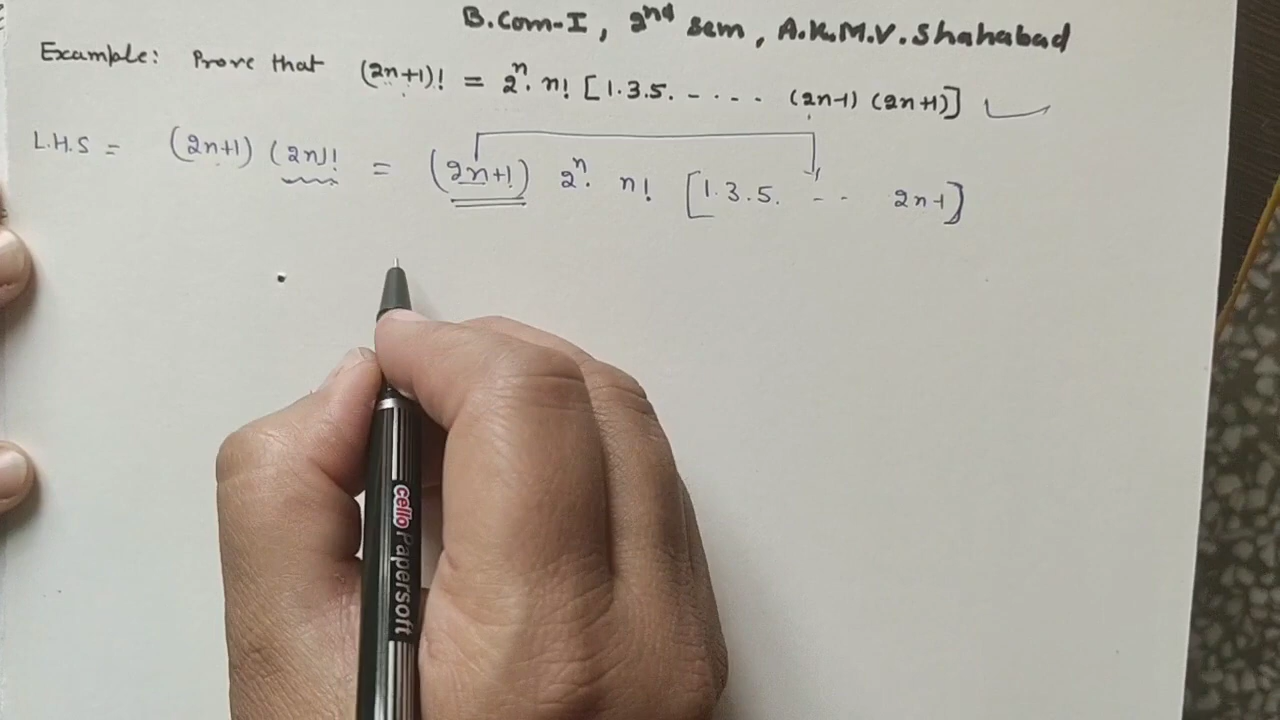 B.Com-I, 2nd sem, A.K.M.V. Shahabad
Example: Prove that (2n+1)! = 2ⁿ. n! [1.3.5. - . . . (2n-1) (2n+1)]
L.H.S = (2n+1) (2n)! = (2n+1) 2ⁿ. n! [1.3.5. - - 2n-1]
cello Papersoft